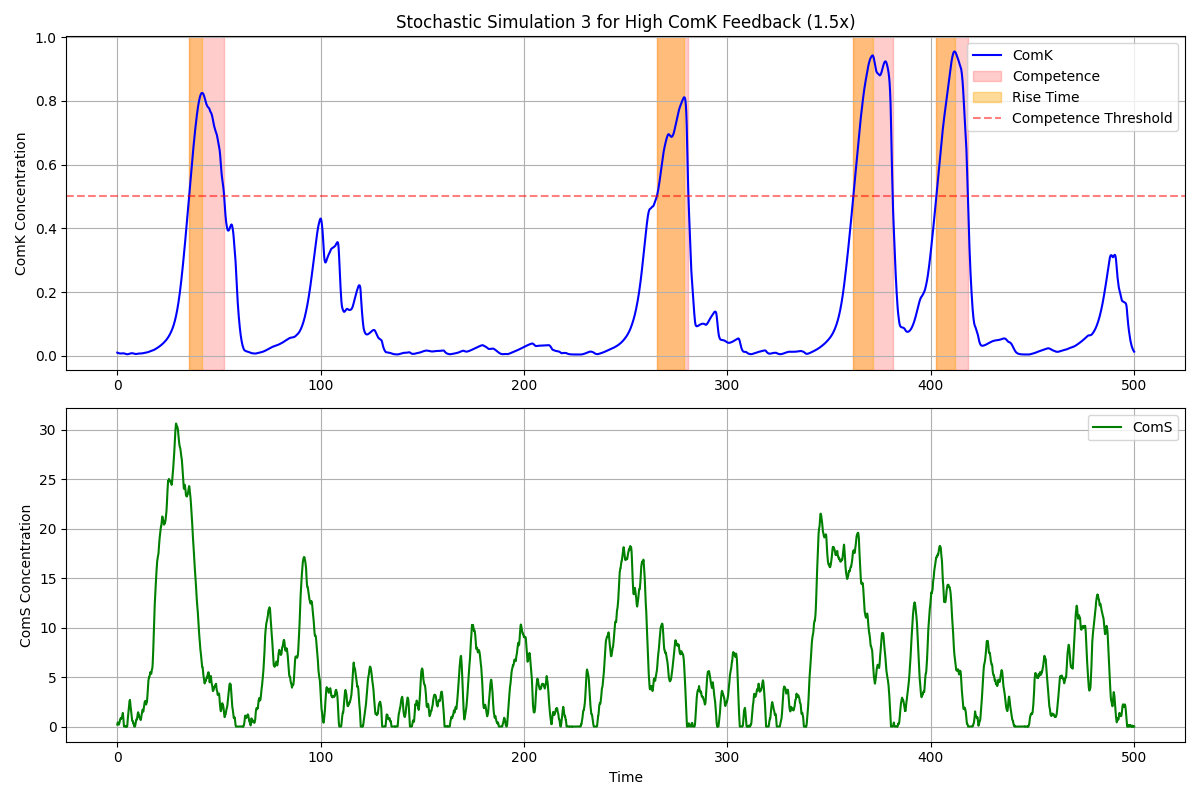 Stochastic Simulation 3 for High ComK Feedback (1.5x)
ComK Concentration
1.0
0.8
0.6
0.4
0.2
0.0
ComK
Competence
Rise Time
Competence Threshold
0
100
200
300
400
500
ComS Concentration
30
25
20
15
10
5
0
ComS
0
100
200
300
400
500
Time